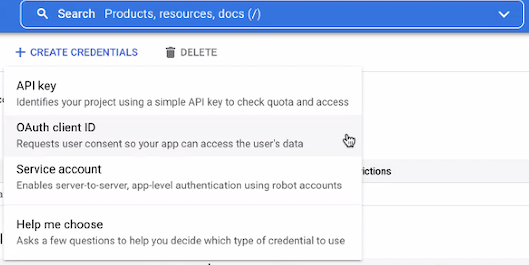 Search Products, resources, docs (/)
+ CREATE CREDENTIALS DELETE
API key
Identifies your project using a simple API key to check quota and access
OAuth client ID
Requests user consent so your app can access the user's data
Service account
ictions
Enables server-to-server, app-level authentication using robot accounts
Help me choose
Asks a few questions to help you decide which type of credential to use